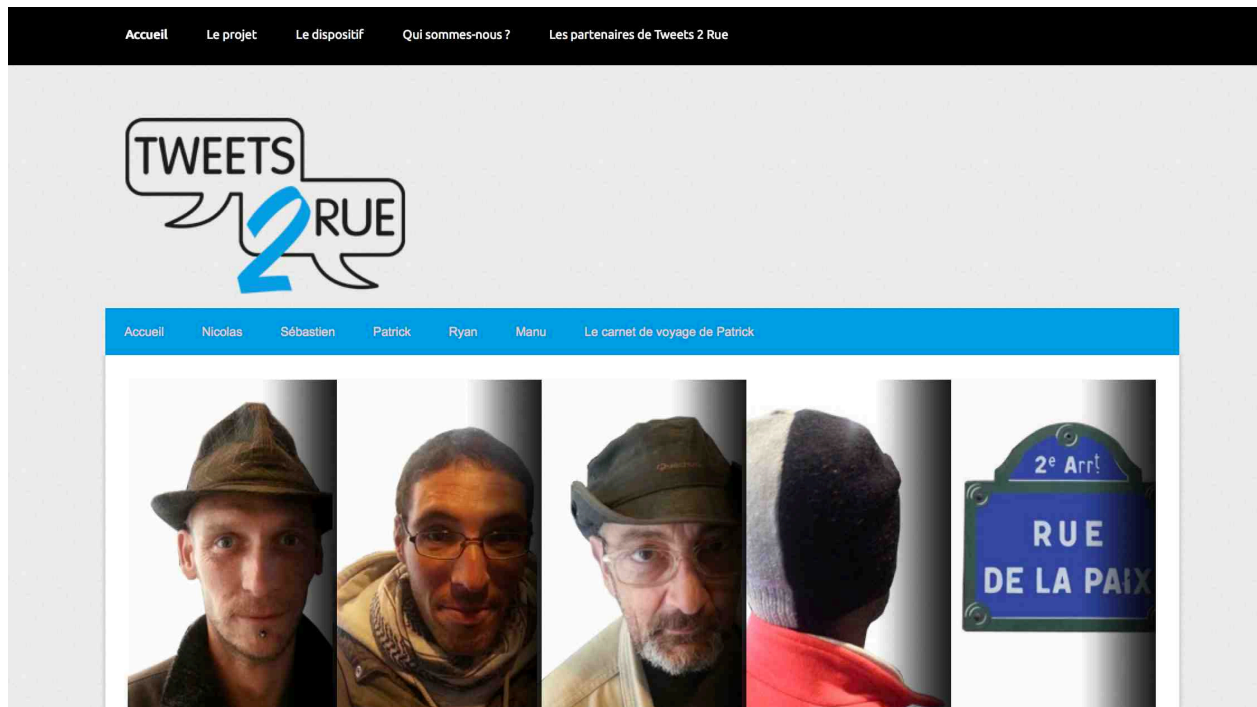 Accueil Le projet Le dispositif Qui sommes-nous ? Les partenaires de Tweets 2 Rue
TWEETS
2 RUE
Accueil Nicolas Sébastien Patrick Ryan Manu Le carnet de voyage de Patrick
2e Arrt
RUE
DE LA PAIX